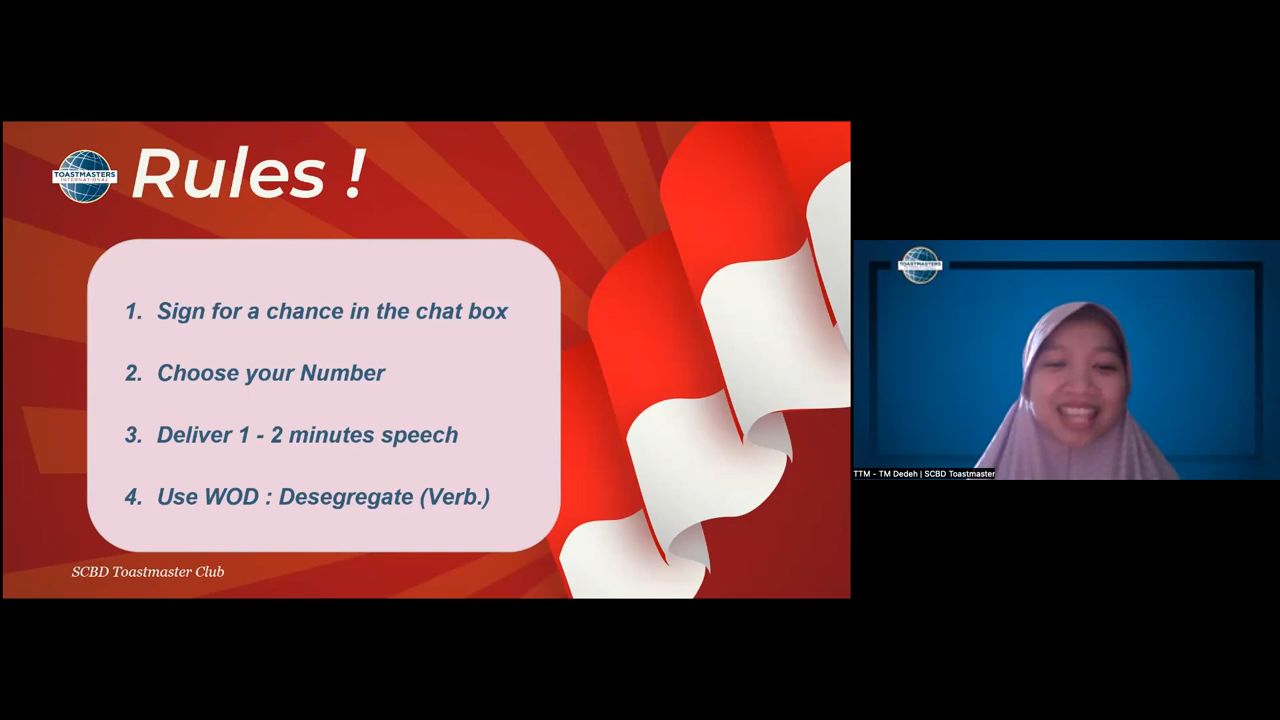 TOASTMASTERS
INTERNATIONAL
Rules !
1. Sign for a chance in the chat box
2. Choose your Number
3. Deliver 1 - 2 minutes speech
4. Use WOD : Desegregate (Verb.)
SCBD Toastmaster Club
TOASTMASTERS
TTM - TM Dedeh | SCBD Toastmaster